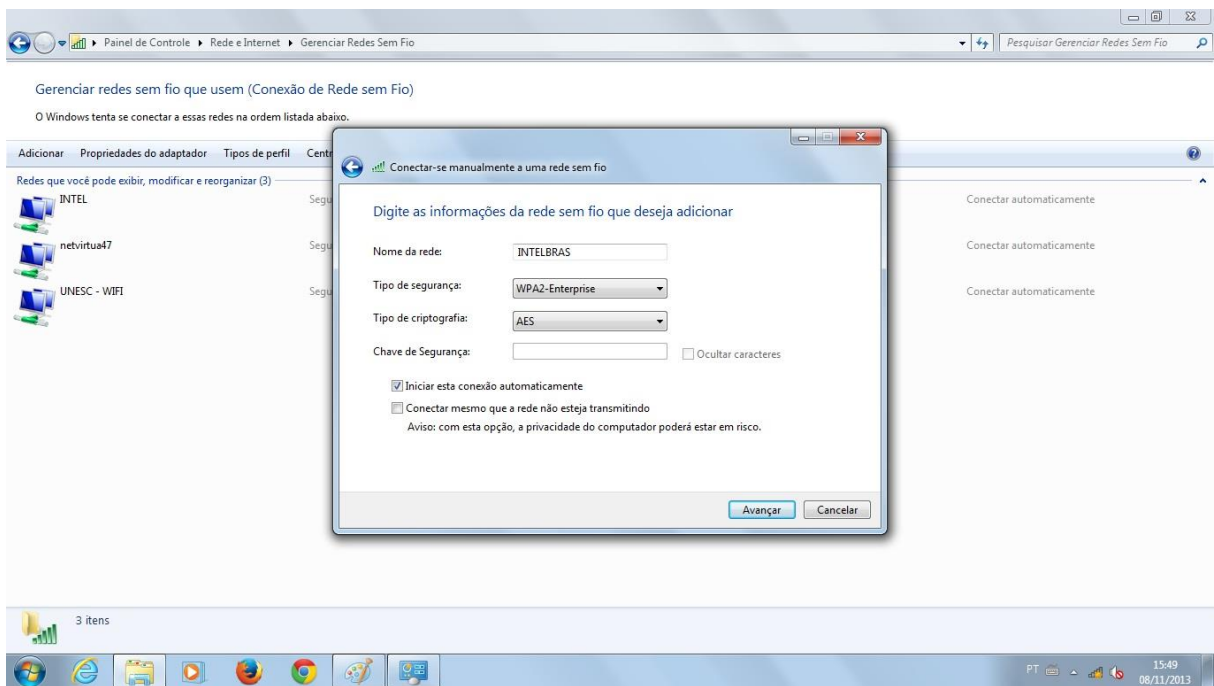 Painel de Controle ▸ Rede e Internet ▸ Gerenciar Redes Sem Fio
Pesquisar Gerenciar Redes Sem Fio
Gerenciar redes sem fio que usem (Conexão de Rede sem Fio)
O Windows tenta se conectar a essas redes na ordem listada abaixo.
Adicionar Propriedades do adaptador Tipos de perfil Centr
Redes que você pode exibir, modificar e reorganizar (3)
INTEL Segu Conectar automaticamente
netvirtua47 Segu Conectar automaticamente
UNESC - WIFI Segu Conectar automaticamente
Conectar-se manualmente a uma rede sem fio
Digite as informações da rede sem fio que deseja adicionar
Nome da rede: INTELBRAS
Tipo de segurança: WPA2-Enterprise
Tipo de criptografia: AES
Chave de Segurança: Ocultar caracteres
Iniciar esta conexão automaticamente
Conectar mesmo que a rede não esteja transmitindo
Aviso: com esta opção, a privacidade do computador poderá estar em risco.
Avançar Cancelar
3 itens
PT 15:49
08/11/2013